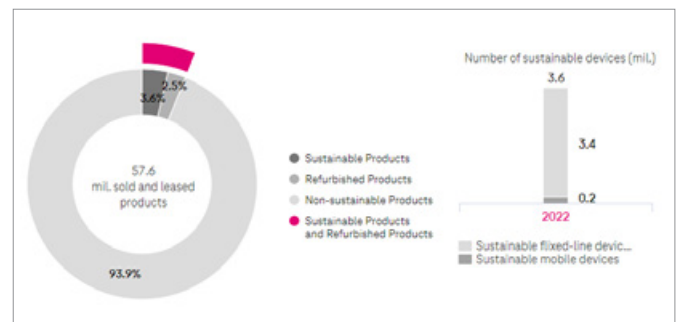 2.5%
3.6%
57.6
mil. sold and leased
products
93.9%
Sustainable Products
Refurbished Products
Non-sustainable Products
Sustainable Products
and Refurbished Products
Number of sustainable devices (mil.)
3.6
3.4
0.2
2022
Sustainable flixed-line devic...
Sustainable mobile devices